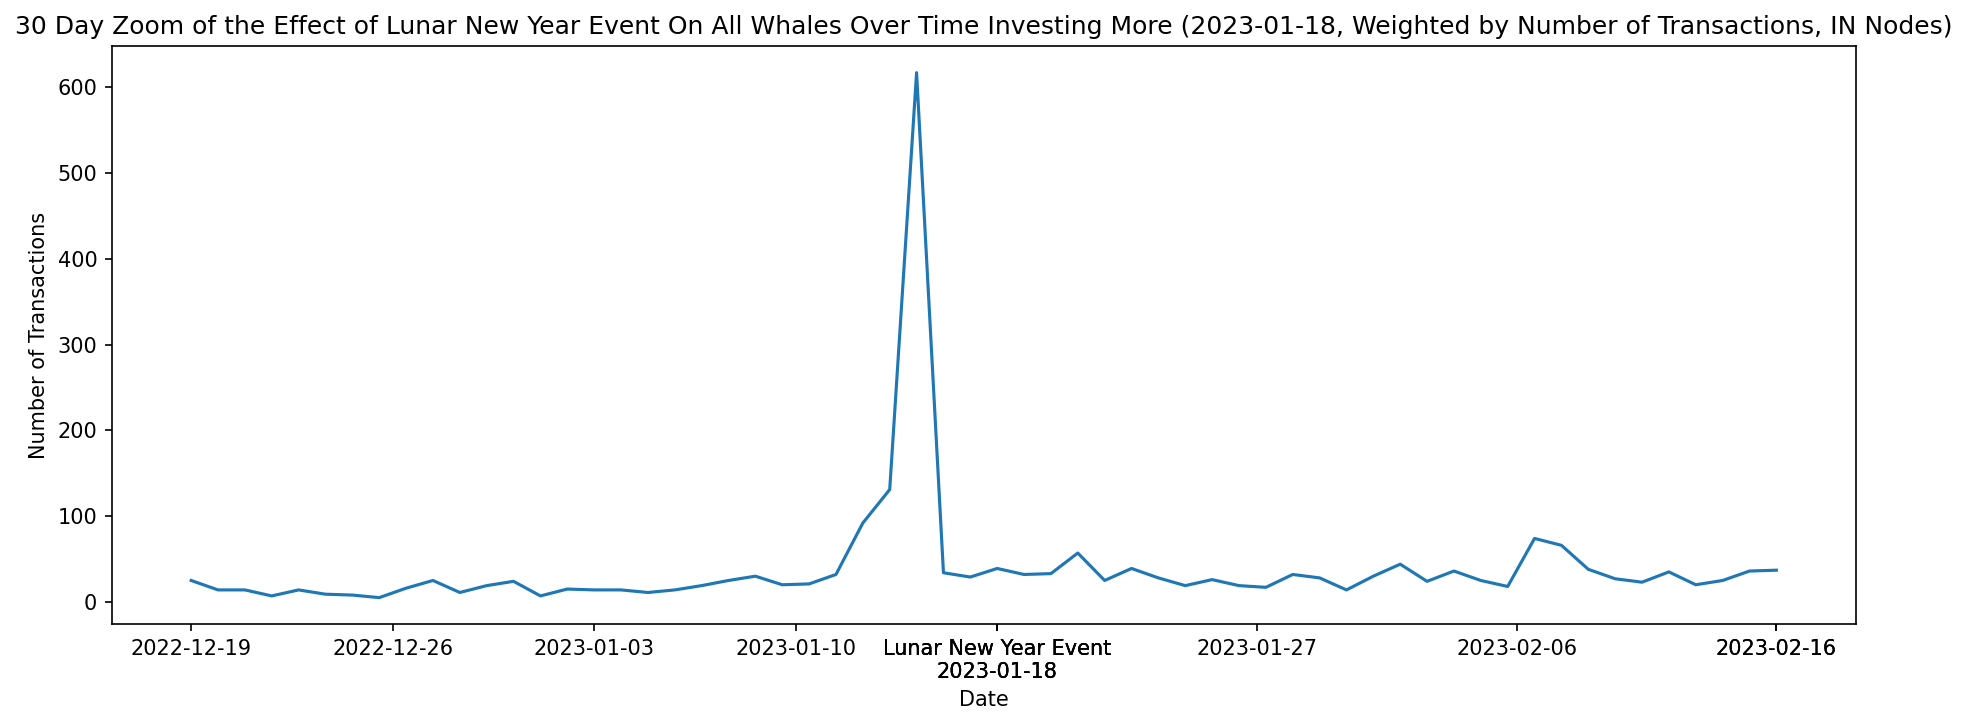 30 Day Zoom of the Effect of Lunar New Year Event On All Whales Over Time Investing More (2023-01-18, Weighted by Number of Transactions, IN Nodes)
Number of Transactions
600
500
400
300
200
100
0
2022-12-19 2022-12-26 2023-01-03 2023-01-10 Lunar New Year Event 2023-01-27 2023-02-06 2023-02-16
2023-01-18
Date